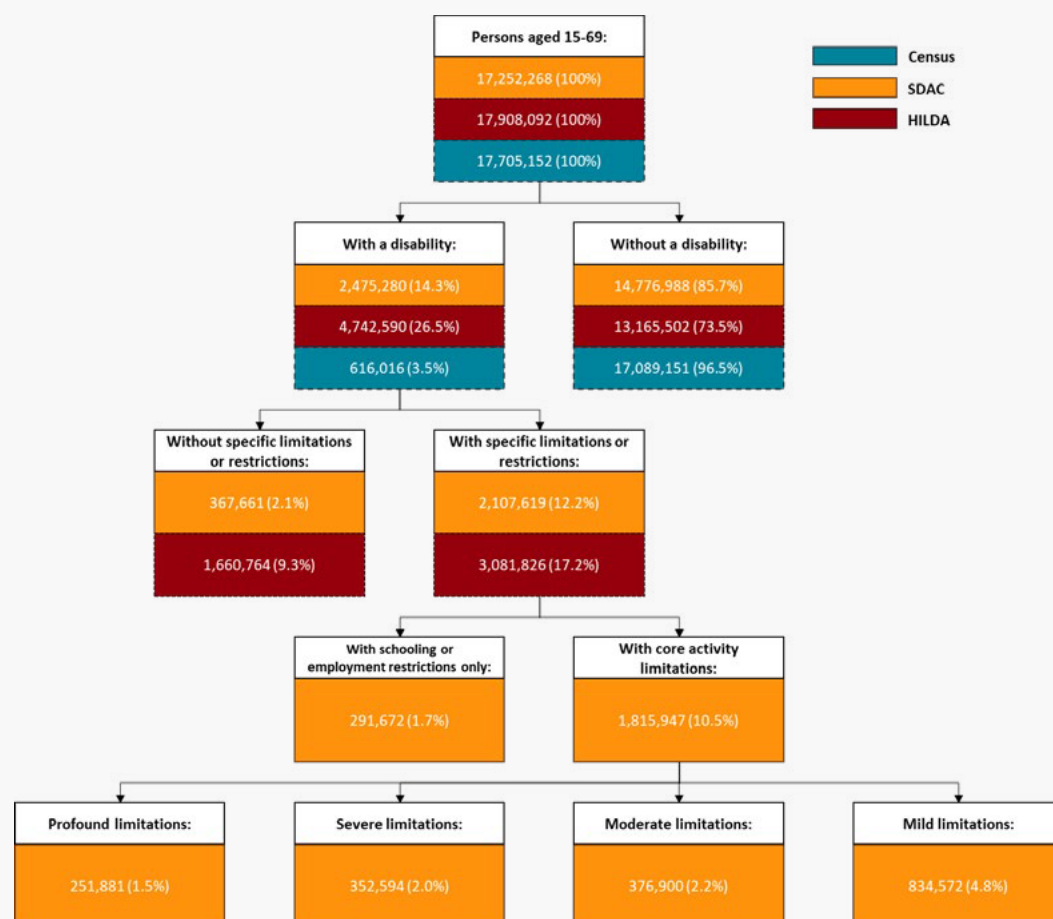 Persons aged 15-69:
17,252,268 (100%)
17,908,092 (100%)
17,705,152 (100%)
Census
SDAC
HILDA
With a disability:
2,475,280 (14.3%)
4,742,590 (26.5%)
616,016 (3.5%)
Without a disability:
14,776,988 (85.7%)
13,165,502 (73.5%)
17,089,151 (96.5%)
Without specific limitations
or restrictions:
367,661 (2.1%)
1,660,764 (9.3%)
With specific limitations or
restrictions:
2,107,619 (12.2%)
3,081,826 (17.2%)
With schooling or
employment restrictions only:
291,672 (1.7%)
With core activity
limitations:
1,815,947 (10.5%)
Profound limitations:
251,881 (1.5%)
Severe limitations:
352,594 (2.0%)
Moderate limitations:
376,900 (2.2%)
Mild limitations:
834,572 (4.8%)